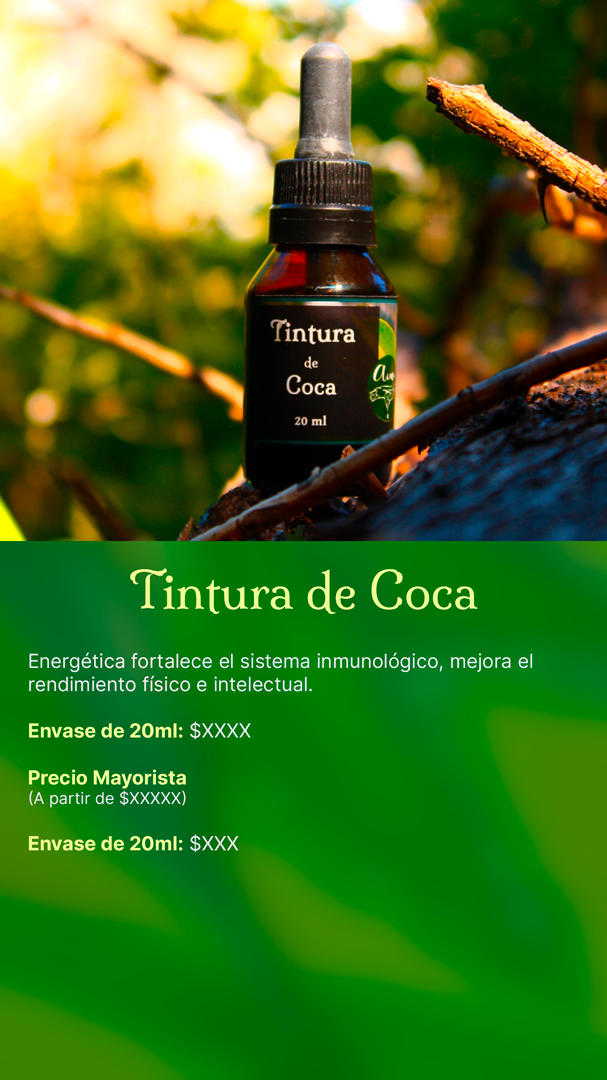 Tintura
de
Coca
20 ml
Tintura de Coca
Energética fortalece el sistema inmunológico, mejora el
rendimiento físico e intelectual.
Envase de 20ml: $XXXX
Precio Mayorista
(A partir de $XXXXX)
Envase de 20ml: $XXX